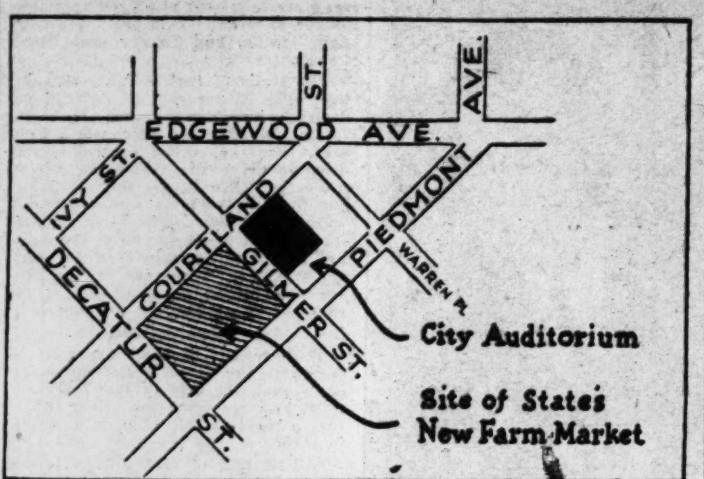 ST.
AVE.
EDGEWOOD AVE.
IVY ST.
COURTLAND
PIEDMONT
WARREN PL.
DECATUR
GILMER ST.
City Auditorium
ST.
Site of State's
New Farm Market